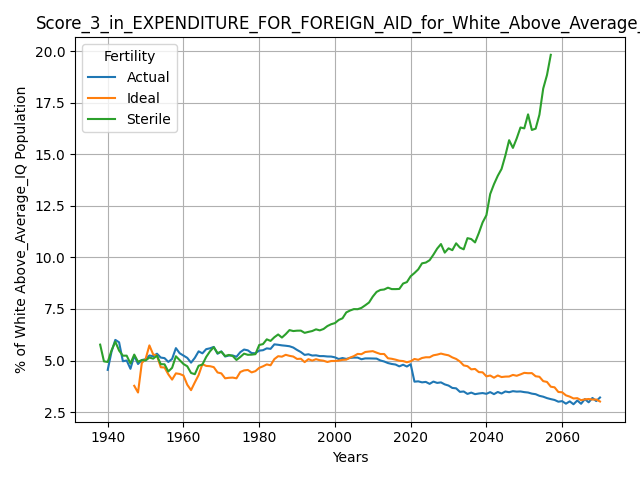 Score_3_in_EXPENDITURE_FOR_FOREIGN_AID_for_White_Above_Average_
% of White Above_Average_IQ Population
20.0
17.5
15.0
12.5
10.0
7.5
5.0
2.5
Fertility
Actual
Ideal
Sterile
1940 1960 1980 2000 2020 2040 2060
Years